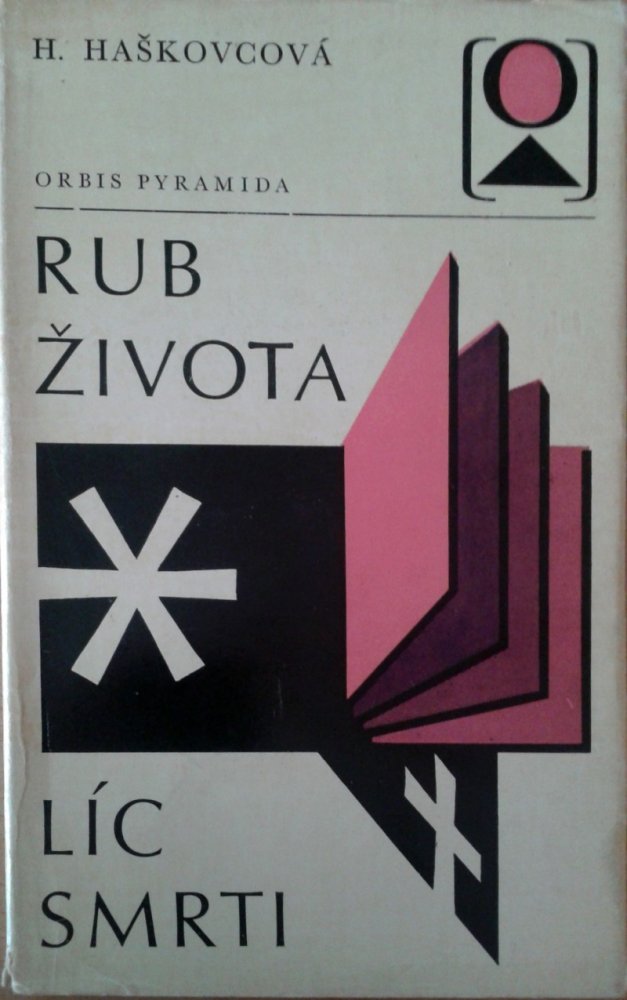 H. HAŠKOVCOVÁ
ORBIS PYRAMIDA
RUB
ŽIVOTA
LÍC
SMRTI